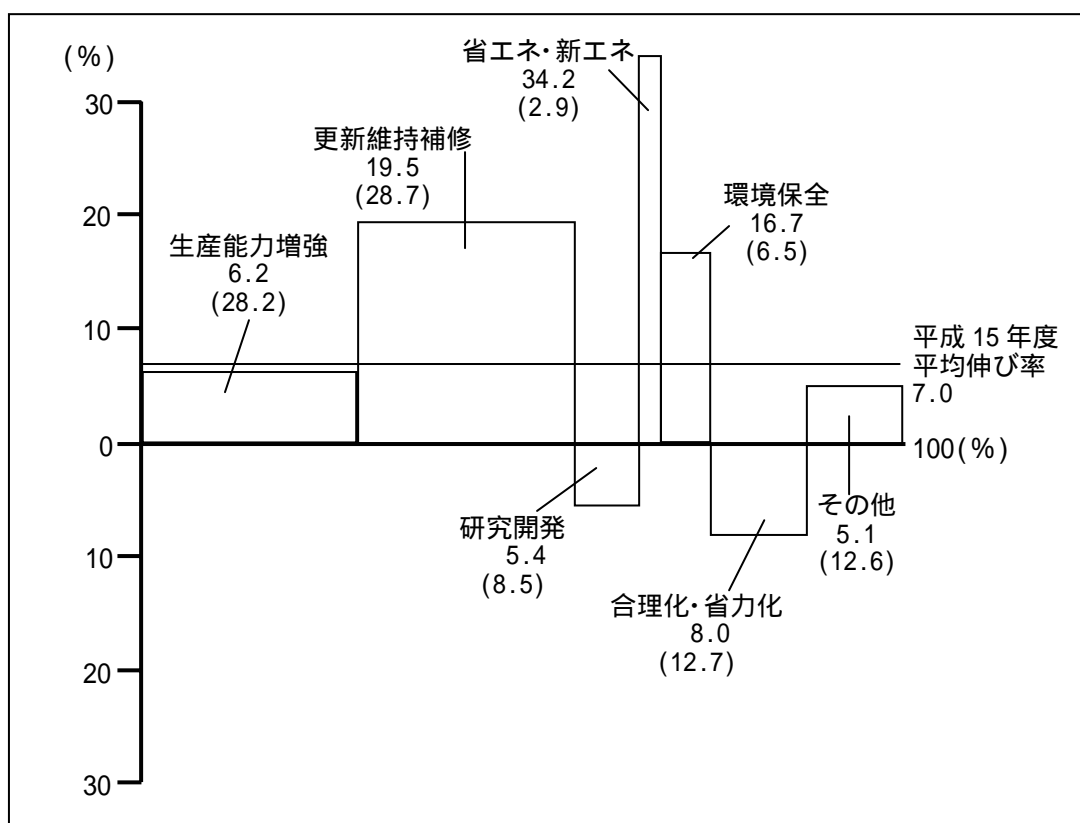 (%)
30
20
10
0
10
20
30
生産能力増強
6.2
(28.2)
更新維持補修
19.5
(28.7)
研究開発
5.4
(8.5)
省エネ・新エネ
34.2
(2.9)
環境保全
16.7
(6.5)
合理化・省力化
8.0
(12.7)
その他
5.1
(12.6)
平成 15 年度
平均伸び率
7.0
100(%)